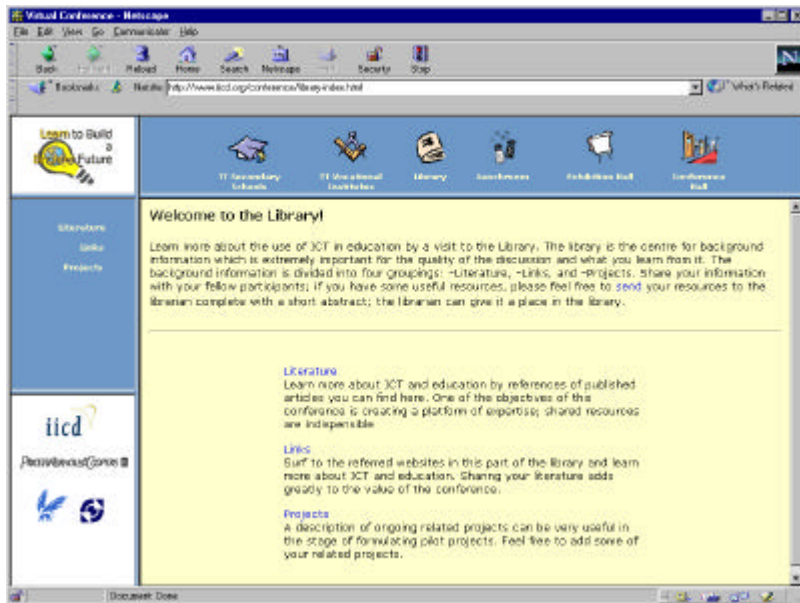 Virtual Conference - Netscape
File Edit View Go Communicator Help
Back Reload Home Search Netscape Security Stop
Bookmarks Netsite: http://www.iicd.org/conference/library-index.html What's Related
Learn to Build
a
Future
IT Secondary
Schools
IT Vocational
Institutes
Library
Exhibition Hall
Conference
Hall
Literature
Links
Projects
Welcome to the Library!
Learn more about the use of ICT in education by a visit to the Library. The library is the centre for background
information which is extremely important for the quality of the discussion and what you learn from it. The
background information is divided into four groupings: -Literature, -Links, and -Projects. Share your information
with your fellow participants; if you have some useful resources, please feel free to send your resources to the
librarian complete with a short abstract; the librarian can give it a place in the library.
Literature
Learn more about ICT and education by references of published
articles you can find here. One of the objectives of the
conference is creating a platform of expertise; shared resources
are indispensible
Links
Surf to the referred websites in this part of the library and learn
more about ICT and education. Sharing your literature adds
greatly to the value of the conference.
Projects
A description of ongoing related projects can be very useful in
the stage of formulating pilot projects. Feel free to add some of
your related projects.
iicd
Document Done